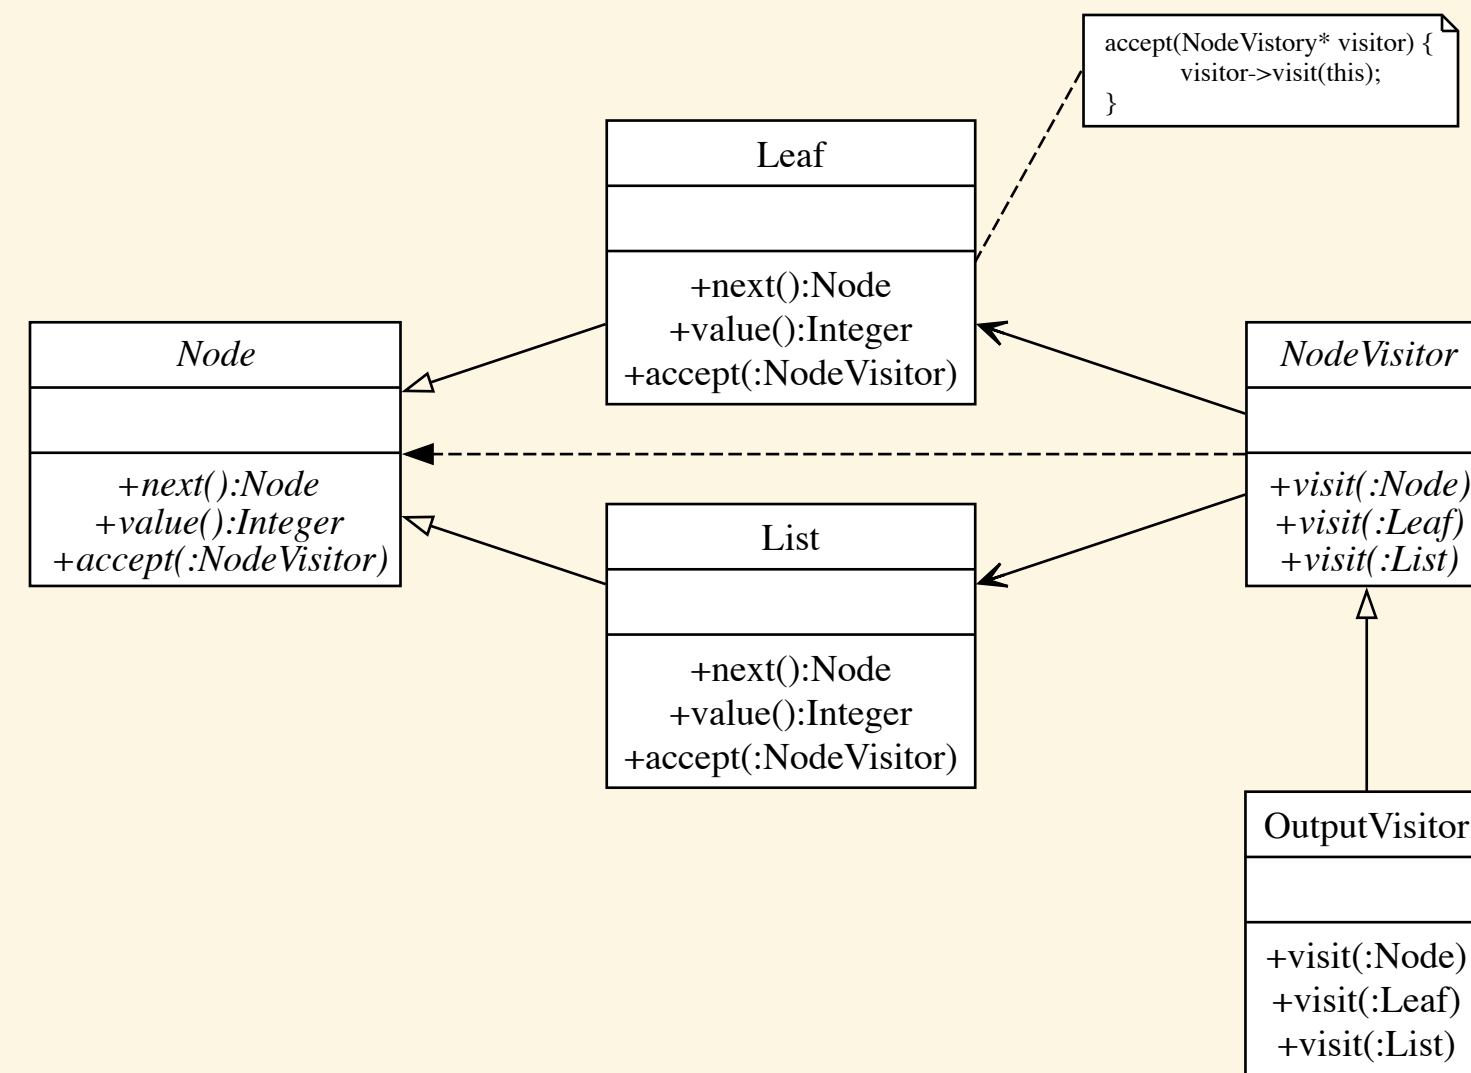 accept(NodeVistory* visitor) {
visitor->visit(this);
}
Leaf
+next():Node
+value():Integer
+accept(:NodeVisitor)
Node
+next():Node
+value():Integer
+accept(:NodeVisitor)
List
+next():Node
+value():Integer
+accept(:NodeVisitor)
NodeVisitor
+visit(:Node)
+visit(:Leaf)
+visit(:List)
OutputVisitor
+visit(:Node)
+visit(:Leaf)
+visit(:List)